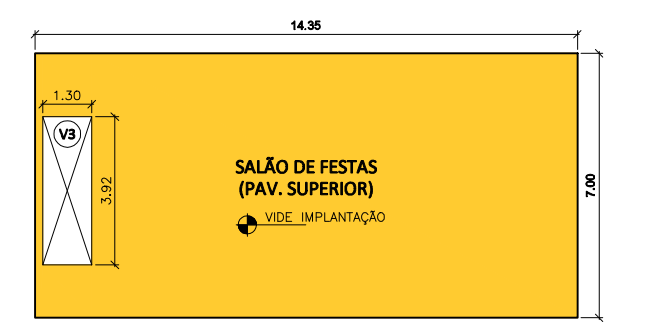 14.35
1.30
V3
3.92
SALÃO DE FESTAS
(PAV. SUPERIOR)
VIDE IMPLANTAÇÃO
7.00